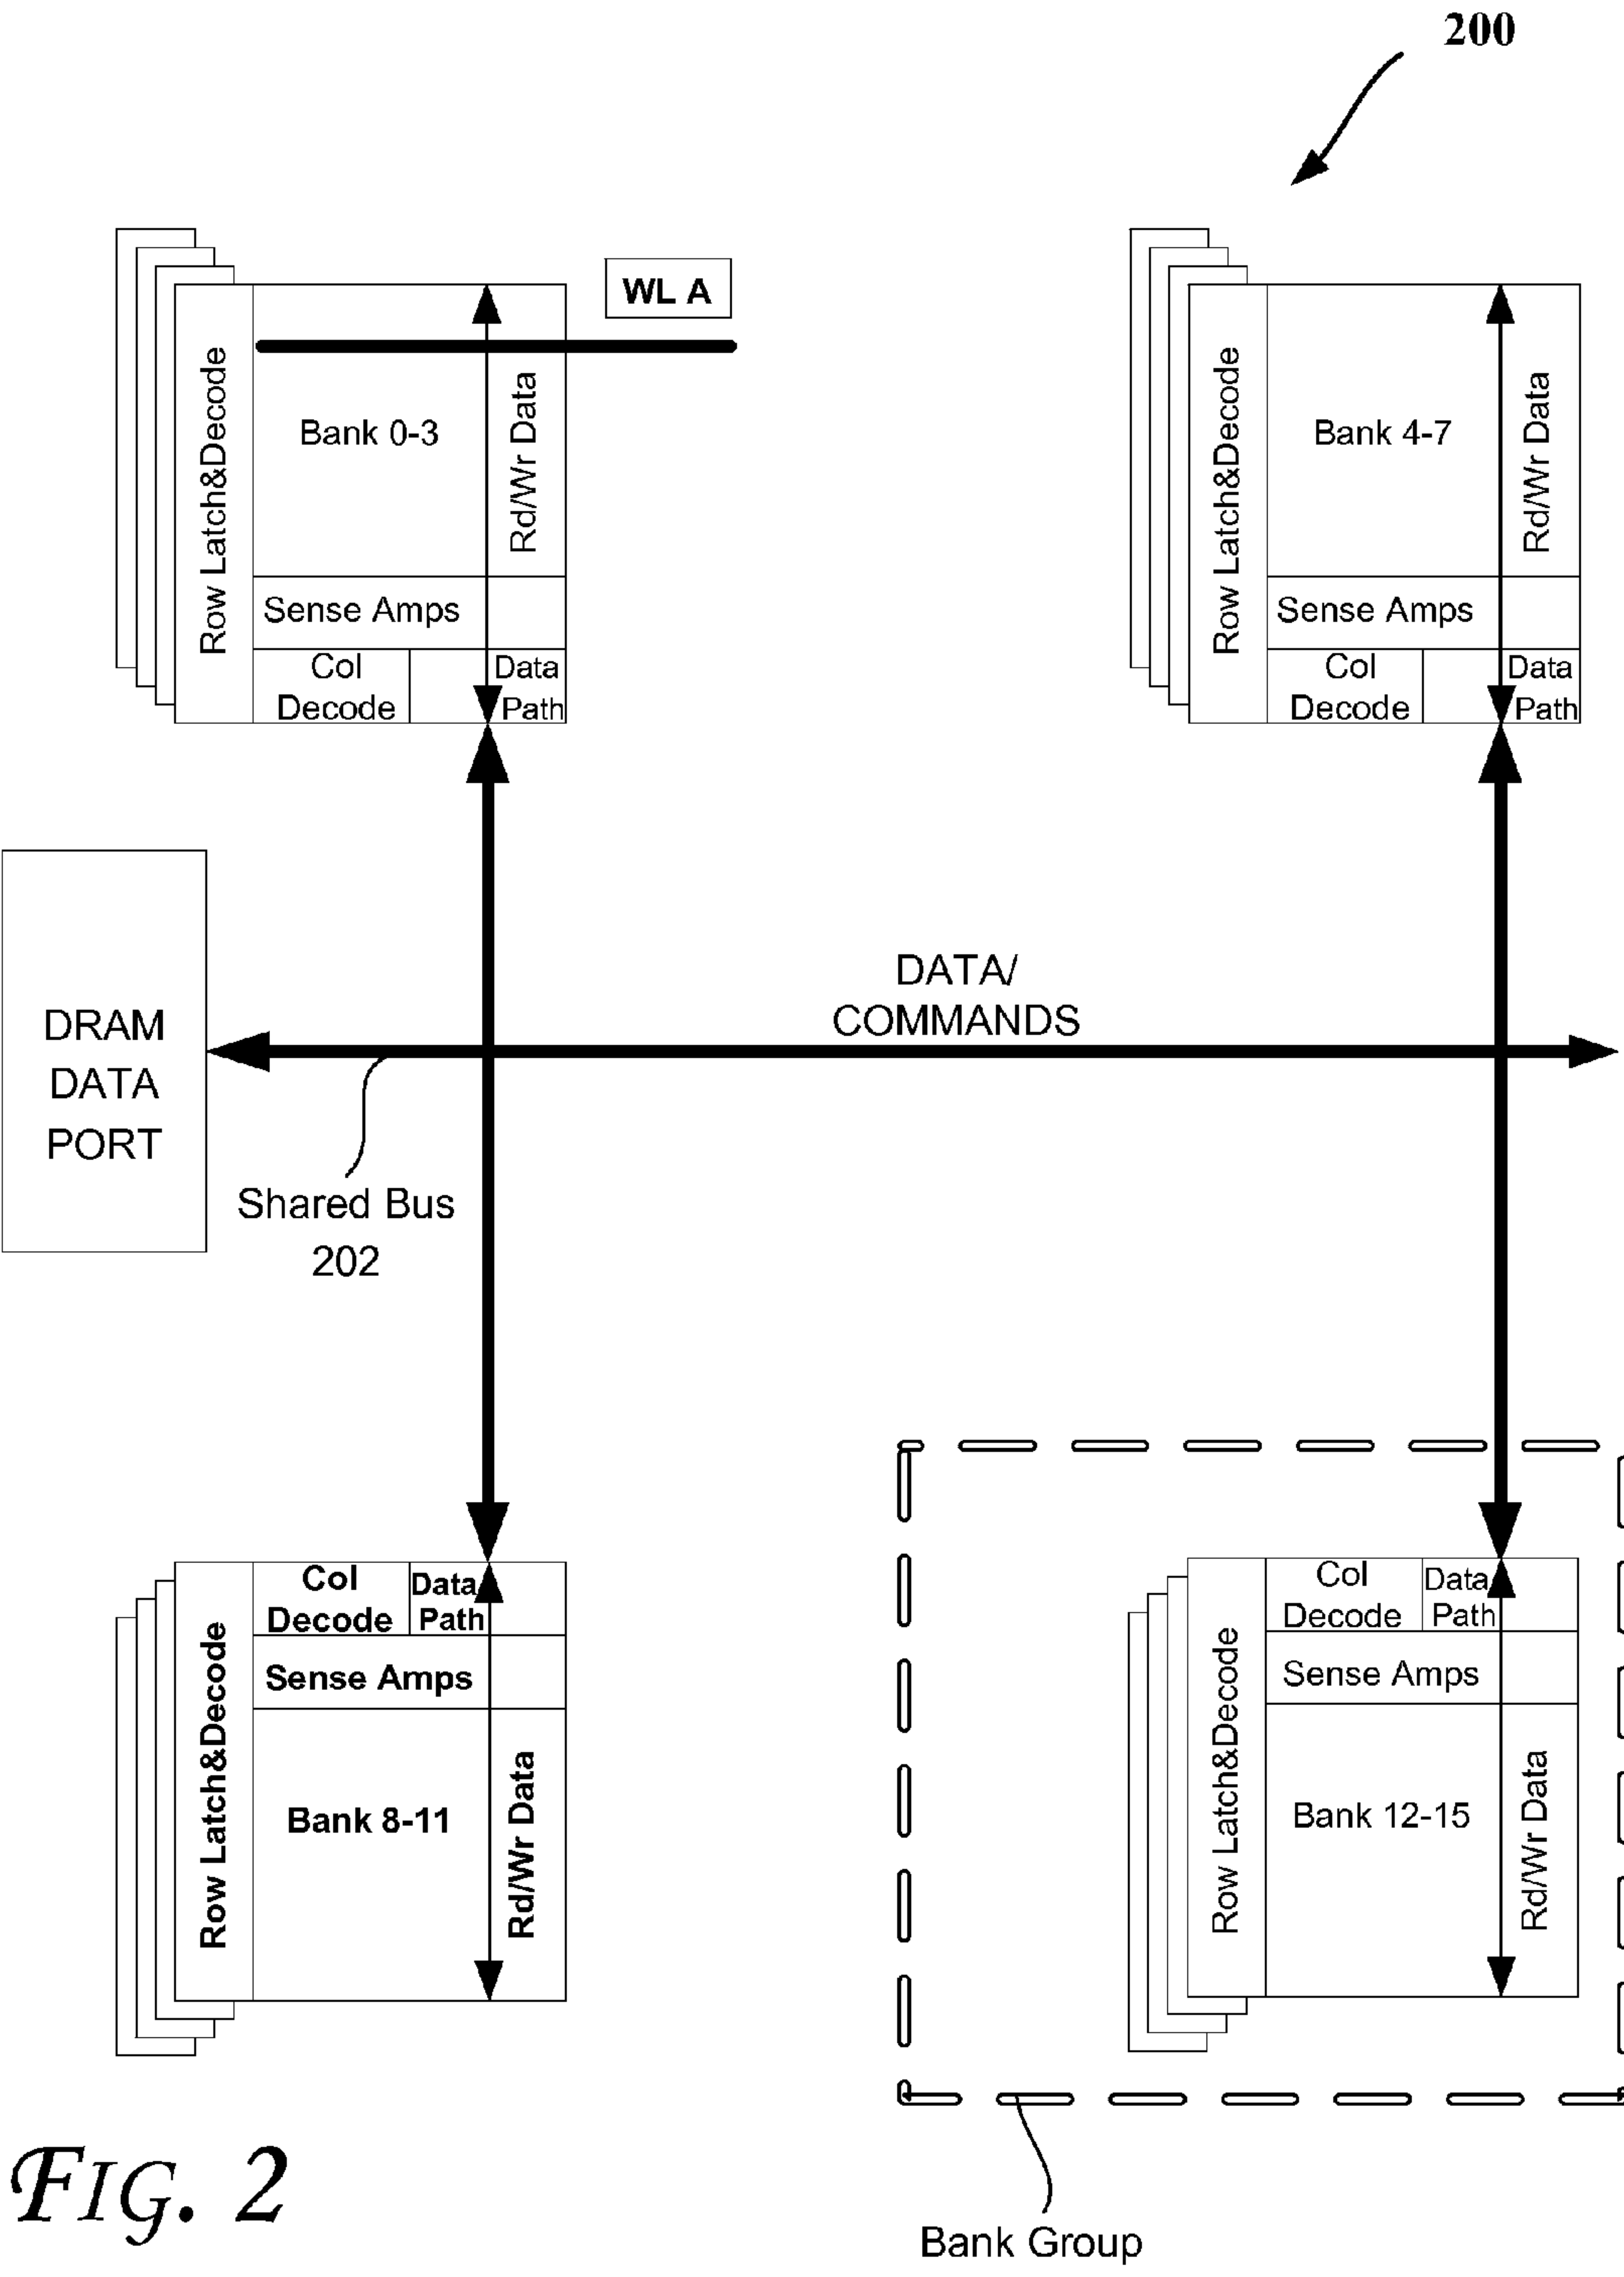 200
WL A
Row Latch&Decode
Bank 0-3
Rd/Wr Data
Sense Amps
Col
Decode
Data
Path
Row Latch&Decode
Bank 4-7
Rd/Wr Data
Sense Amps
Col
Decode
Data
Path
DRAM
DATA
PORT
DATA/
COMMANDS
Shared Bus
202
Row Latch&Decode
Col
Decode
Data
Path
Sense Amps
Bank 8-11
Rd/Wr Data
Row Latch&Decode
Col
Decode
Data
Path
Sense Amps
Bank 12-15
Rd/Wr Data
Bank Group
FIG. 2